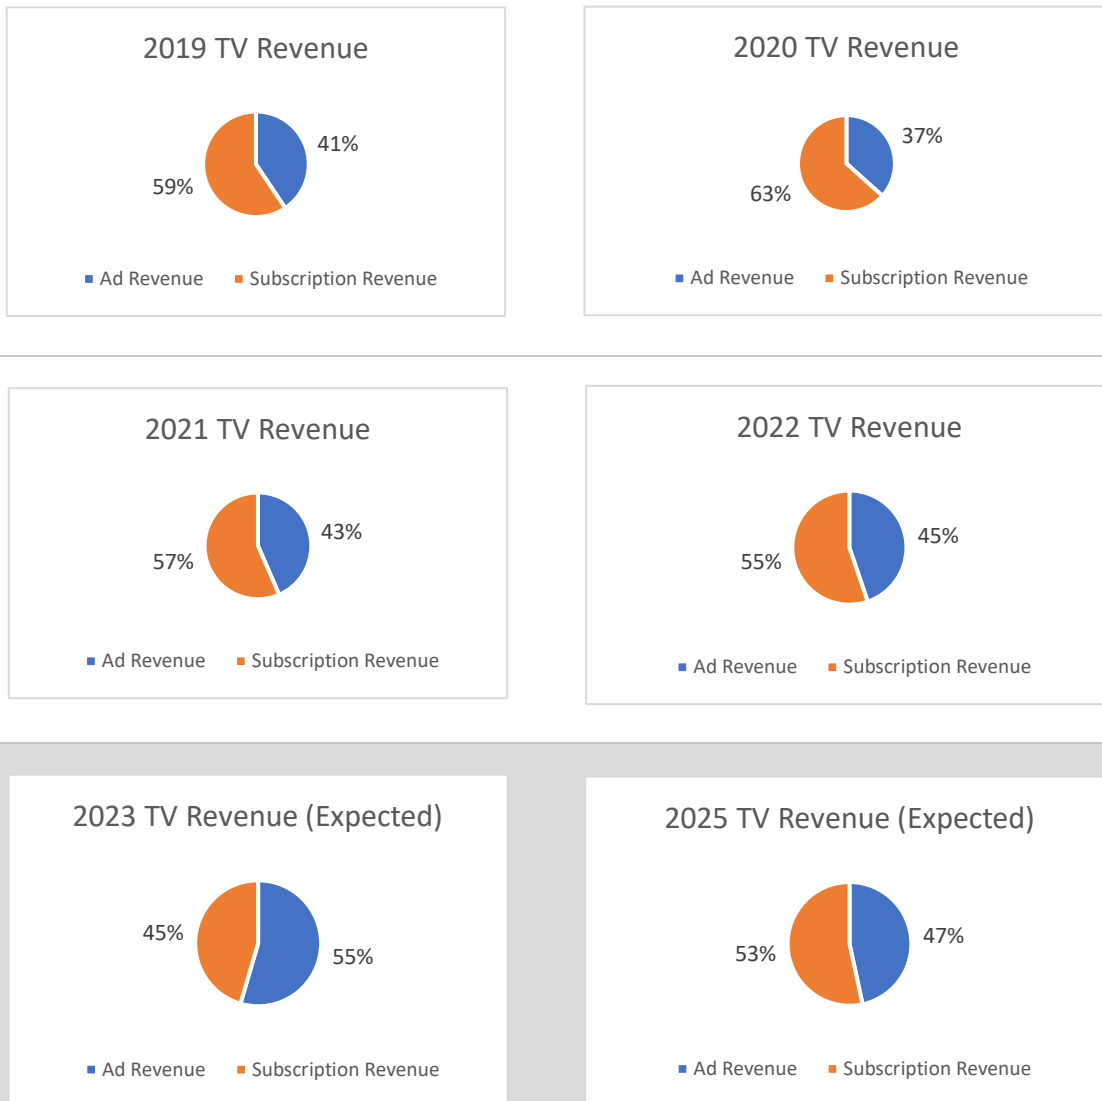 2019 TV Revenue
41%
59%
Ad Revenue Subscription Revenue
2020 TV Revenue
37%
63%
Ad Revenue Subscription Revenue
2021 TV Revenue
43%
57%
Ad Revenue Subscription Revenue
2022 TV Revenue
45%
55%
Ad Revenue Subscription Revenue
2023 TV Revenue (Expected)
45%
55%
Ad Revenue Subscription Revenue
2025 TV Revenue (Expected)
47%
53%
Ad Revenue Subscription Revenue